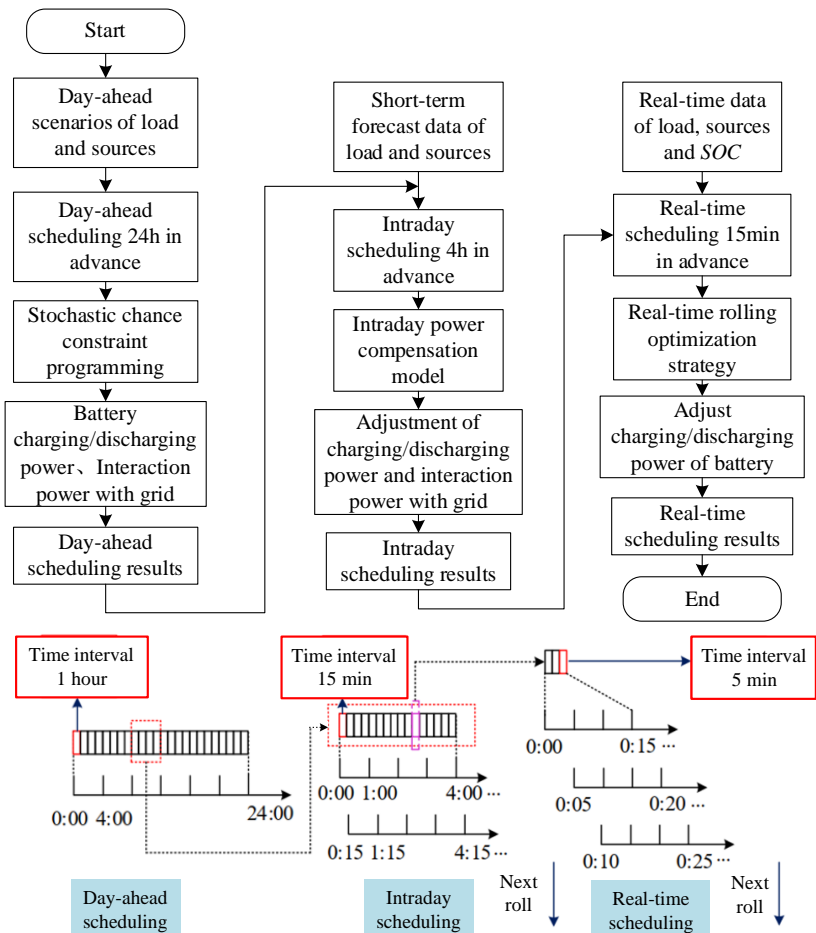 Start
Day-ahead
scenarios of load
and sources
Day-ahead
scheduling 24h in
advance
Stochastic chance
constraint
programming
Battery
charging/discharging
power、Interaction
power with grid
Day-ahead
scheduling results
Short-term
forecast data of
load and sources
Intraday
scheduling 4h in
advance
Intraday power
compensation
model
Adjustment of
charging/discharging
power and interaction
power with grid
Intraday
scheduling results
Real-time data
of load, sources
and SOC
Real-time
scheduling 15min
in advance
Real-time rolling
optimization
strategy
Adjust
charging/discharging
power of battery
Real-time
scheduling results
End
Time interval
1 hour
0:00 4:00 24:00
Day-ahead
scheduling
Time interval
15 min
0:00 1:00 4:00 ···
0:15 1:15 4:15 ···
Intraday
scheduling
Next
roll
Time interval
5 min
0:00 0:15 ···
0:05 0:20 ···
0:10 0:25 ···
Real-time
scheduling
Next
roll